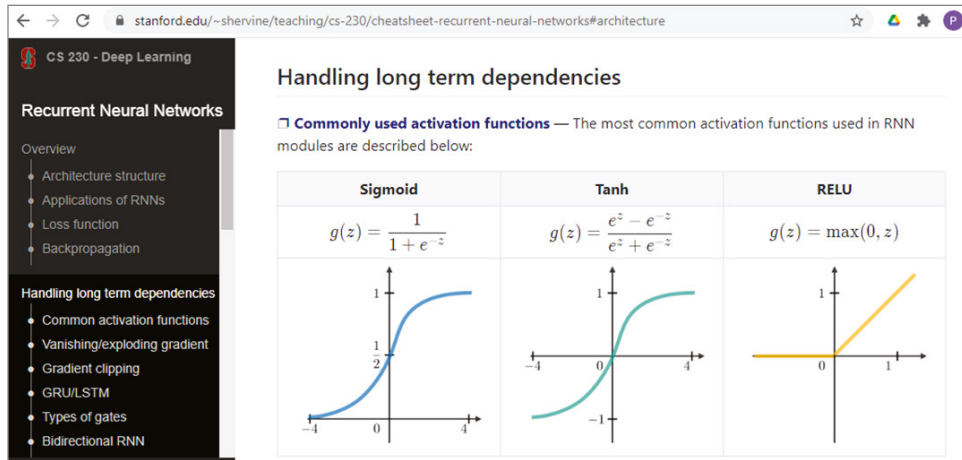 stanford.edu/~shervine/teaching/cs-230/cheatsheet-recurrent-neural-networks#architecture
P
CS 230 - Deep Learning
Recurrent Neural Networks
Overview
Architecture structure
Applications of RNNs
Loss function
Backpropagation
Handling long term dependencies
Common activation functions
Vanishing/exploding gradient
Gradient clipping
GRU/LSTM
Types of gates
Bidirectional RNN
Handling long term dependencies
❐ Commonly used activation functions — The most common activation functions used in RNN
modules are described below:
Sigmoid Tanh RELU
g(z) = 1 / (1 + e^{-z}) g(z) = (e^z − e^{-z}) / (e^z + e^{-z}) g(z) = max(0, z)
1 1 1
1/2
−4 0 4 −4 0 4 0 1
−1